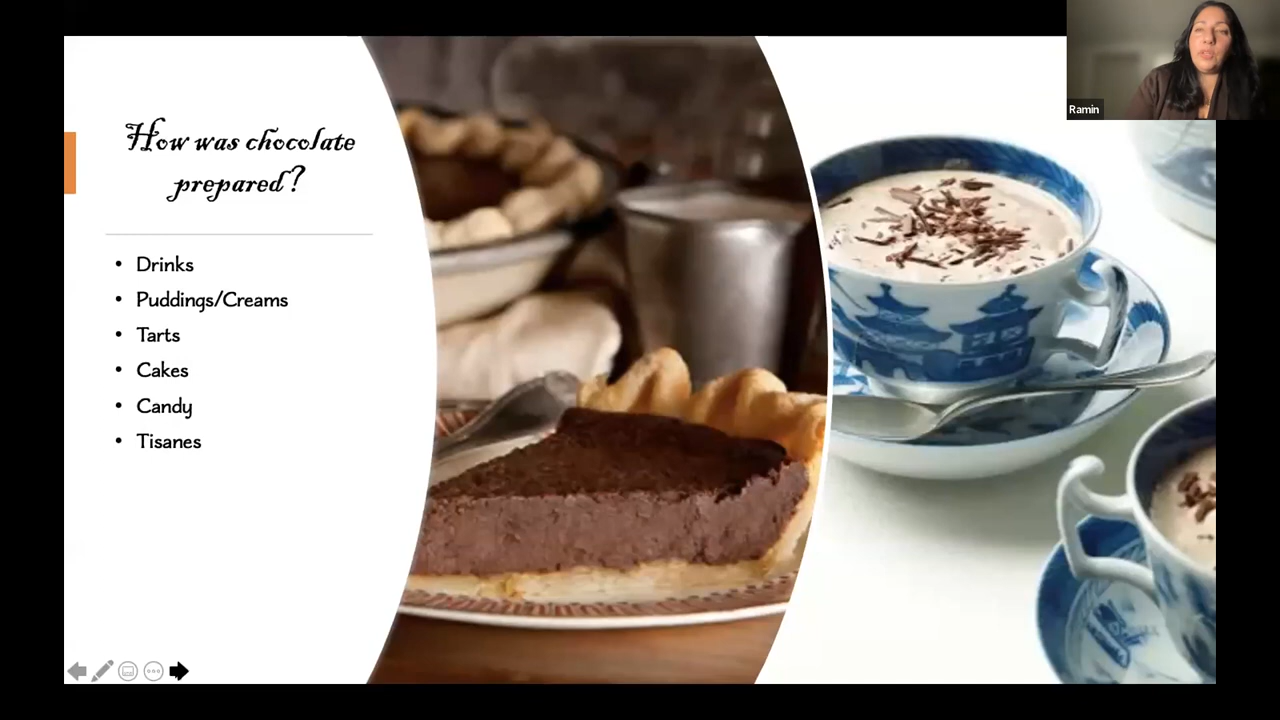 Ramin
How was chocolate
prepared?
• Drinks
• Puddings/Creams
• Tarts
• Cakes
• Candy
• Tisanes